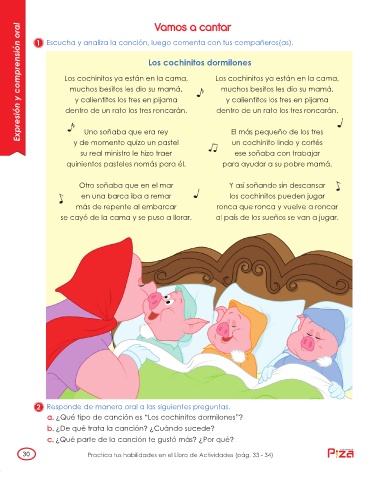 Expresión y comprensión oral
Vamos a cantar
1 Escucha y analiza la canción, luego comenta con tus compañeros(as).
Los cochinitos dormilones
Los cochinitos ya están en la cama,
muchos besitos les dio su mamá,
y calientitos los tres en pijama
dentro de un rato los tres roncarán.
Uno soñaba que era rey
y de momento quizo un pastel
su real ministro le hizo traer
quinientos pasteles nomás para él.
Otro soñaba que en el mar
en una barca iba a remar
más de repente al embarcar
se cayó de la cama y se puso a llorar.
Los cochinitos ya están en la cama,
muchos besitos les dio su mamá,
y calientitos los tres en pijama
dentro de un rato los tres roncarán.
El más pequeño de los tres
un cochinito lindo y cortés
ese soñaba con trabajar
para ayudar a su pobre mamá.
Y así soñando sin descansar
los cochinitos pueden jugar
ronca que ronca y vuelve a roncar
al país de los sueños se van a jugar.
2 Responde de manera oral a las siguientes preguntas.
a. ¿Qué tipo de canción es “Los cochinitos dormilones”?
b. ¿De qué trata la canción? ¿Cuándo sucede?
c. ¿Qué parte de la canción te gustó más? ¿Por qué?
30
Practica tus habilidades en el Libro de Actividades (pág. 33 - 34)